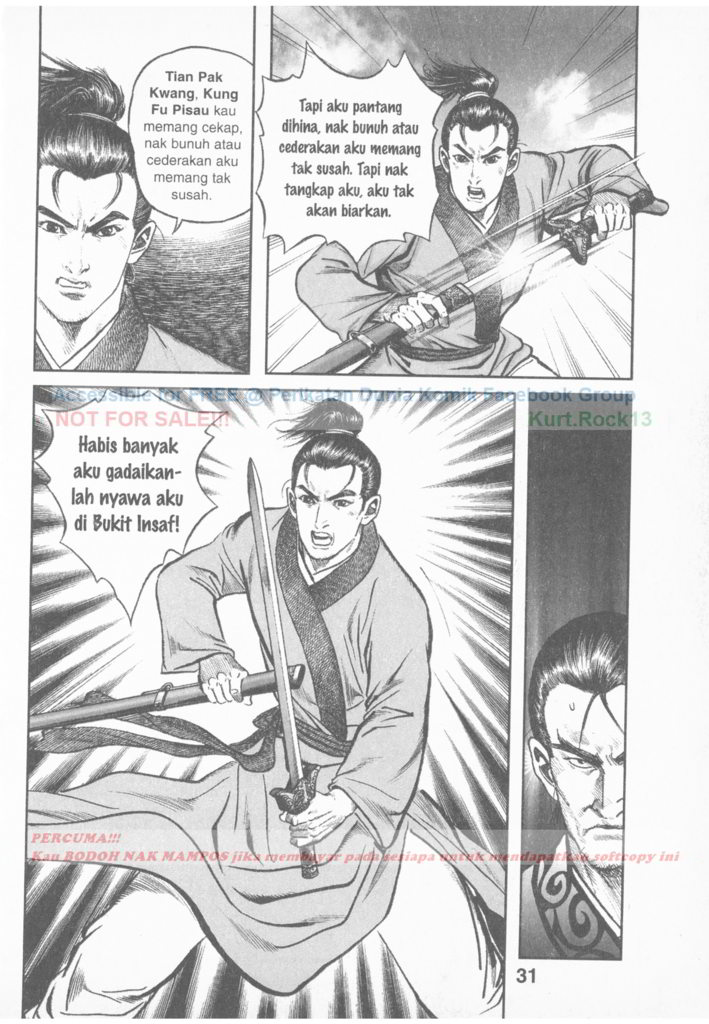 Tian Pak
Kwang, Kung
Fu Pisau kau
memang cekap,
nak bunuh atau
cederakan aku
memang tak
susah.
Tapi aku pantang
dihina, nak bunuh atau
cederakan aku memang
tak susah. Tapi nak
tangkap aku, aku tak
akan biarkan.
Accessible for FREE @ Perikatan Dunia Komik Facebook Group
NOT FOR SALE!!!
Kurt.Rock13
Habis banyak
aku gadaikan-
lah nyawa aku
di Bukit Insaf!
PERCUMA!!!
Kau BODOH NAK MAMPOS jika membayar pada sesiapa untuk mendapatkan softcopy ini
31